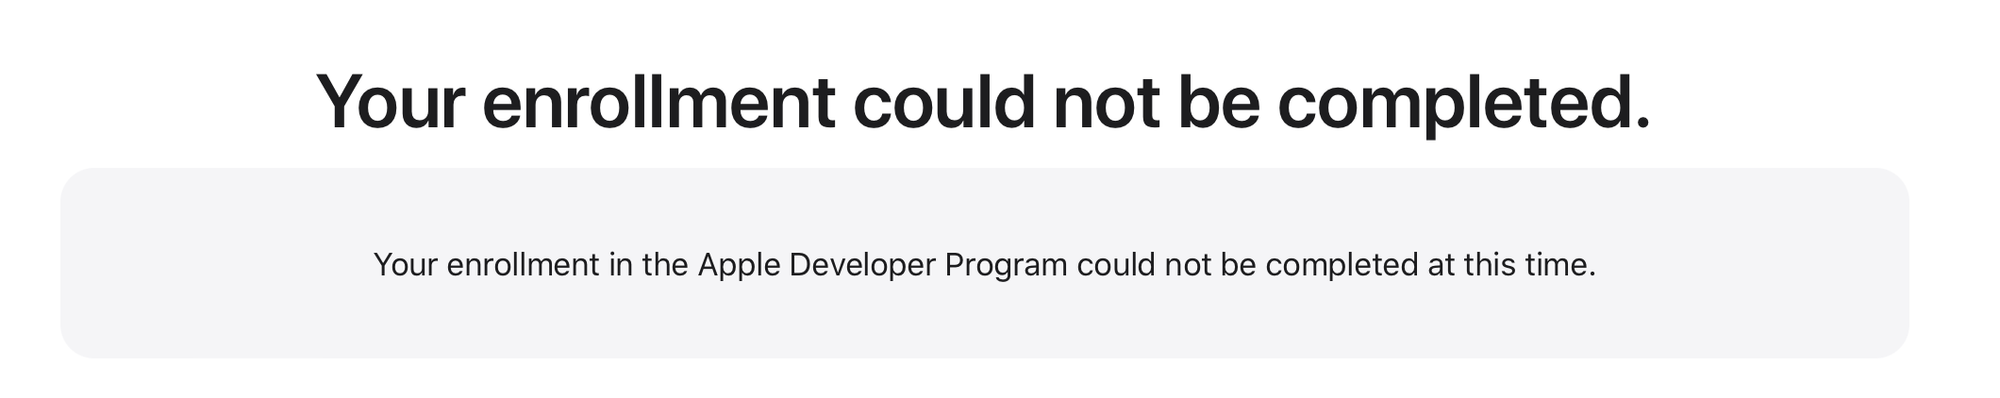 Your enrollment could not be completed.
Your enrollment in the Apple Developer Program could not be completed at this time.